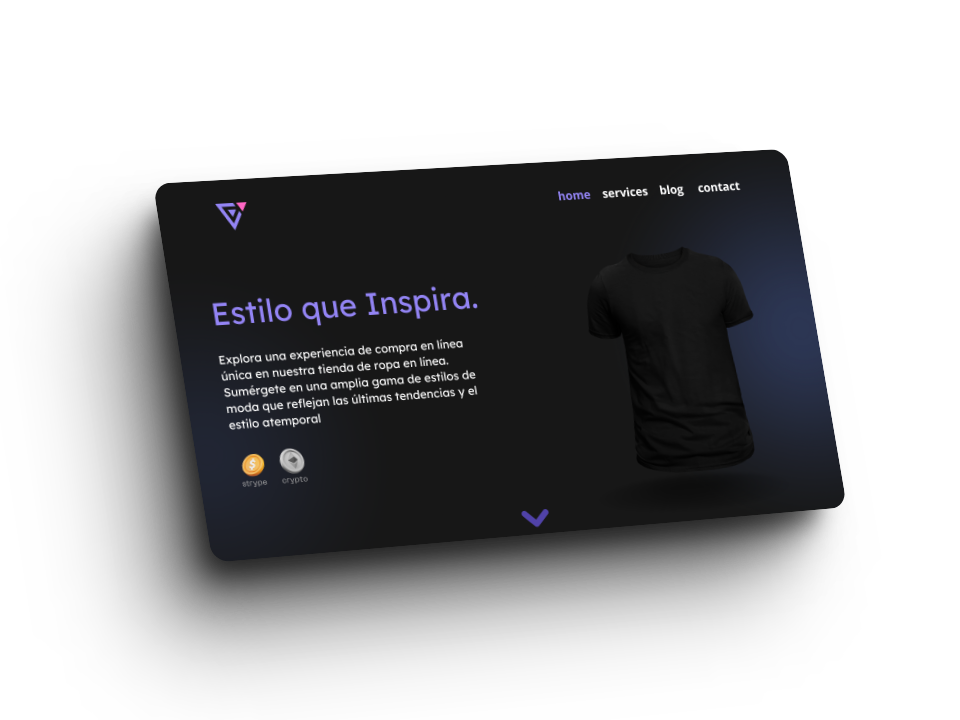 home services blog contact
Estilo que Inspira.
Explora una experiencia de compra en línea
única en nuestra tienda de ropa en línea.
Sumérgete en una amplia gama de estilos de
moda que reflejan las últimas tendencias y el
estilo atemporal
strype crypto